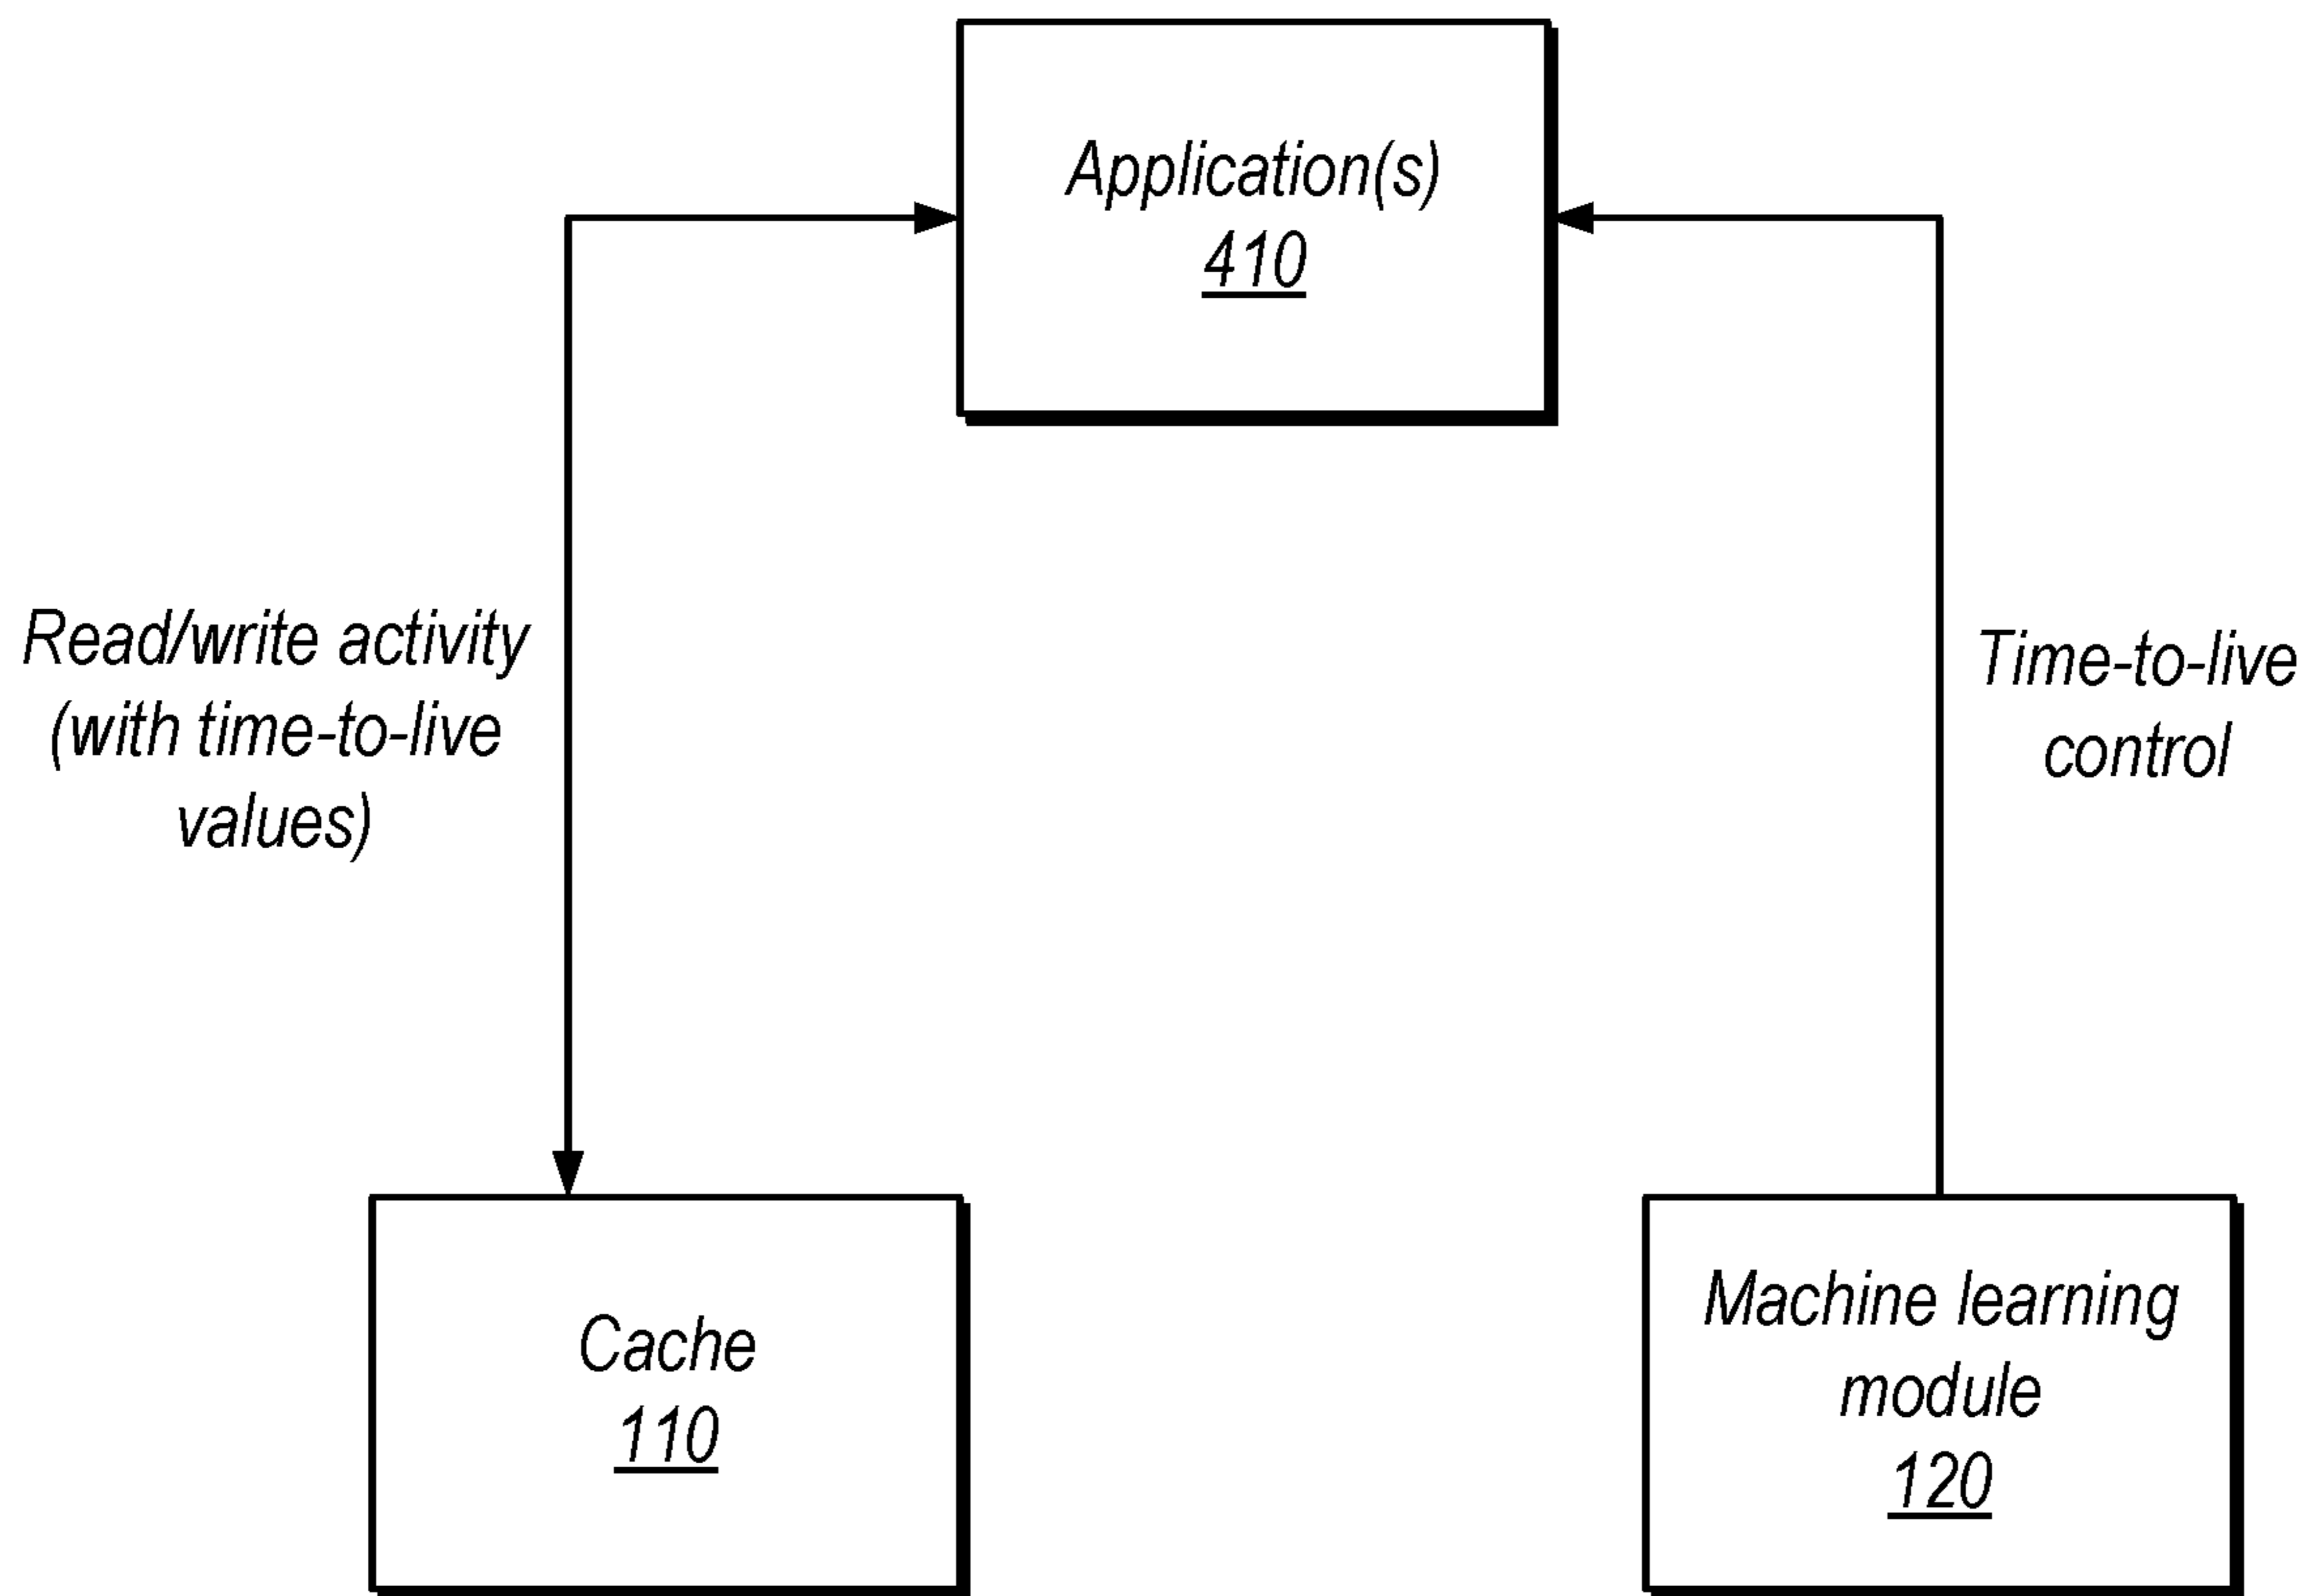 Application(s)
410
Read/write activity
(with time-to-live
values)
Time-to-live
control
Cache
110
Machine learning
module
120